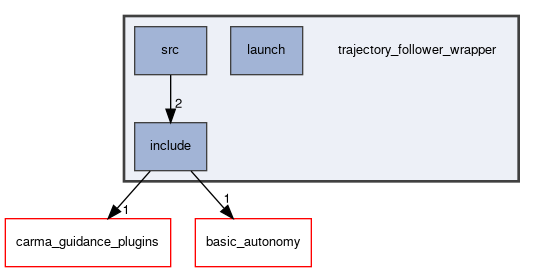 src
launch
trajectory_follower_wrapper
2
include
1
1
carma_guidance_plugins
basic_autonomy